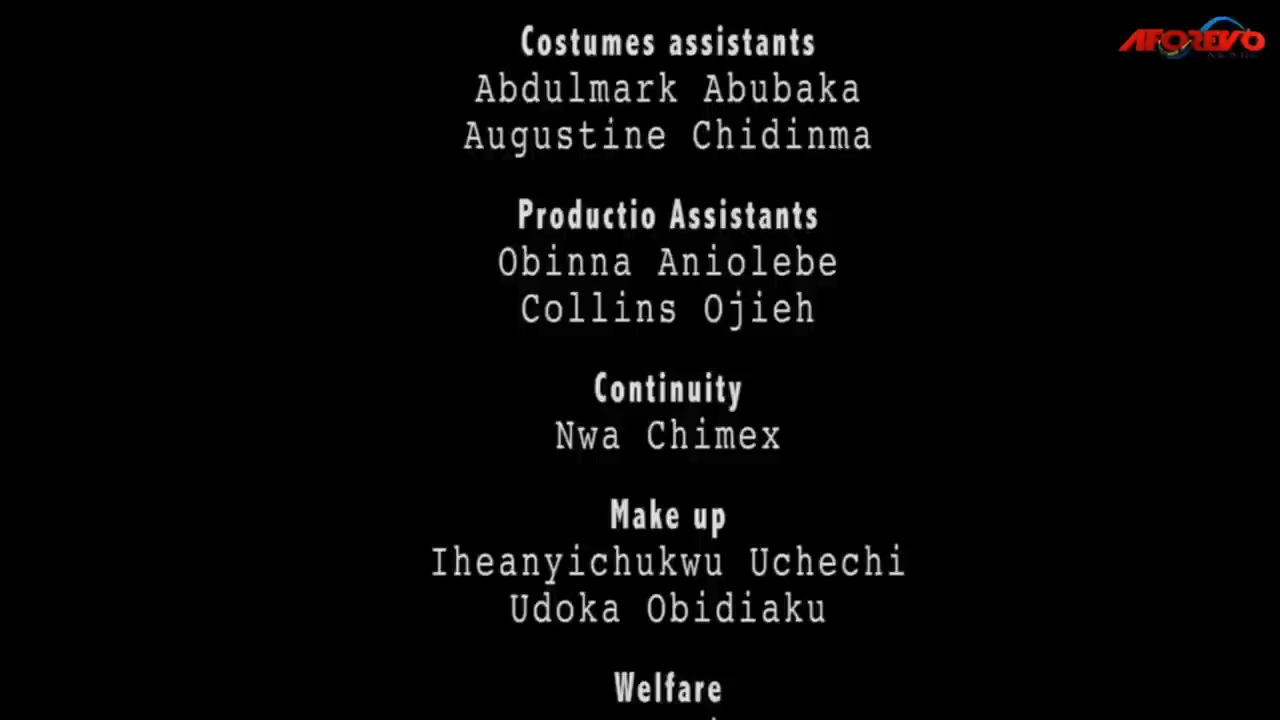 Costumes assistants
AFOREVO
Abdulmark Abubaka
Augustine Chidinma
Productio Assistants
Obinna Aniolebe
Collins Ojieh
Continuity
Nwa Chimex
Make up
Iheanyichukwu Uchechi
Udoka Obidiaku
Welfare